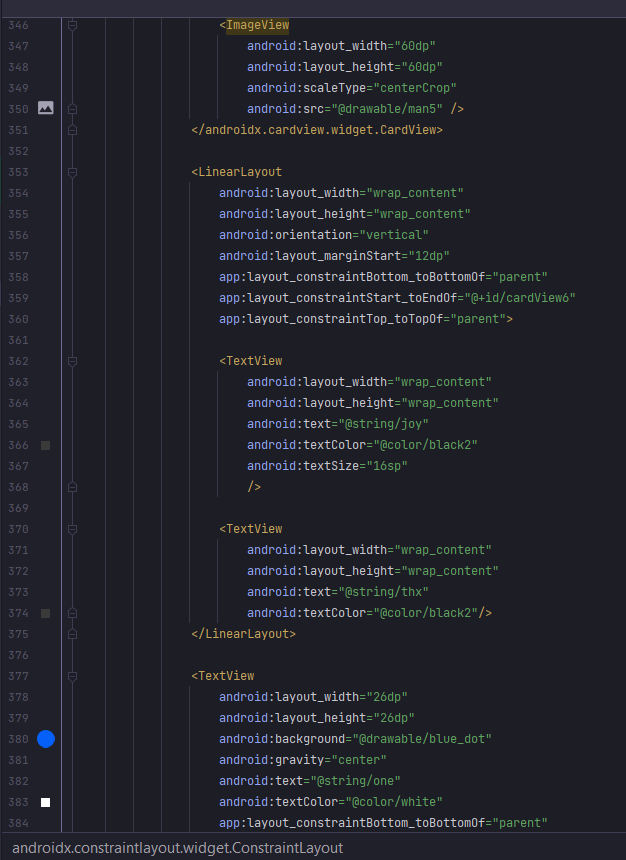 346 <ImageView
347 android:layout_width="60dp"
348 android:layout_height="60dp"
349 android:scaleType="centerCrop"
350 android:src="@drawable/man5" />
351 </androidx.cardview.widget.CardView>
352
353 <LinearLayout
354 android:layout_width="wrap_content"
355 android:layout_height="wrap_content"
356 android:orientation="vertical"
357 android:layout_marginStart="12dp"
358 app:layout_constraintBottom_toBottomOf="parent"
359 app:layout_constraintStart_toEndOf="@+id/cardView6"
360 app:layout_constraintTop_toTopOf="parent">
361
362 <TextView
363 android:layout_width="wrap_content"
364 android:layout_height="wrap_content"
365 android:text="@string/joy"
366 android:textColor="@color/black2"
367 android:textSize="16sp"
368 />
369
370 <TextView
371 android:layout_width="wrap_content"
372 android:layout_height="wrap_content"
373 android:text="@string/thx"
374 android:textColor="@color/black2"/>
375 </LinearLayout>
376
377 <TextView
378 android:layout_width="26dp"
379 android:layout_height="26dp"
380 android:background="@drawable/blue_dot"
381 android:gravity="center"
382 android:text="@string/one"
383 android:textColor="@color/white"
384 app:layout_constraintBottom_toBottomOf="parent"
androidx.constraintlayout.widget.ConstraintLayout